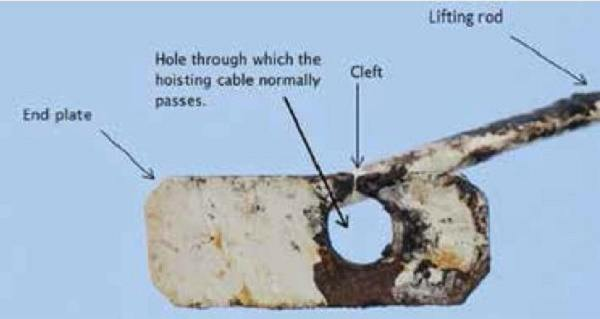 Lifting rod
Hole through which the
hoisting cable normally
passes.
Cleft
End plate